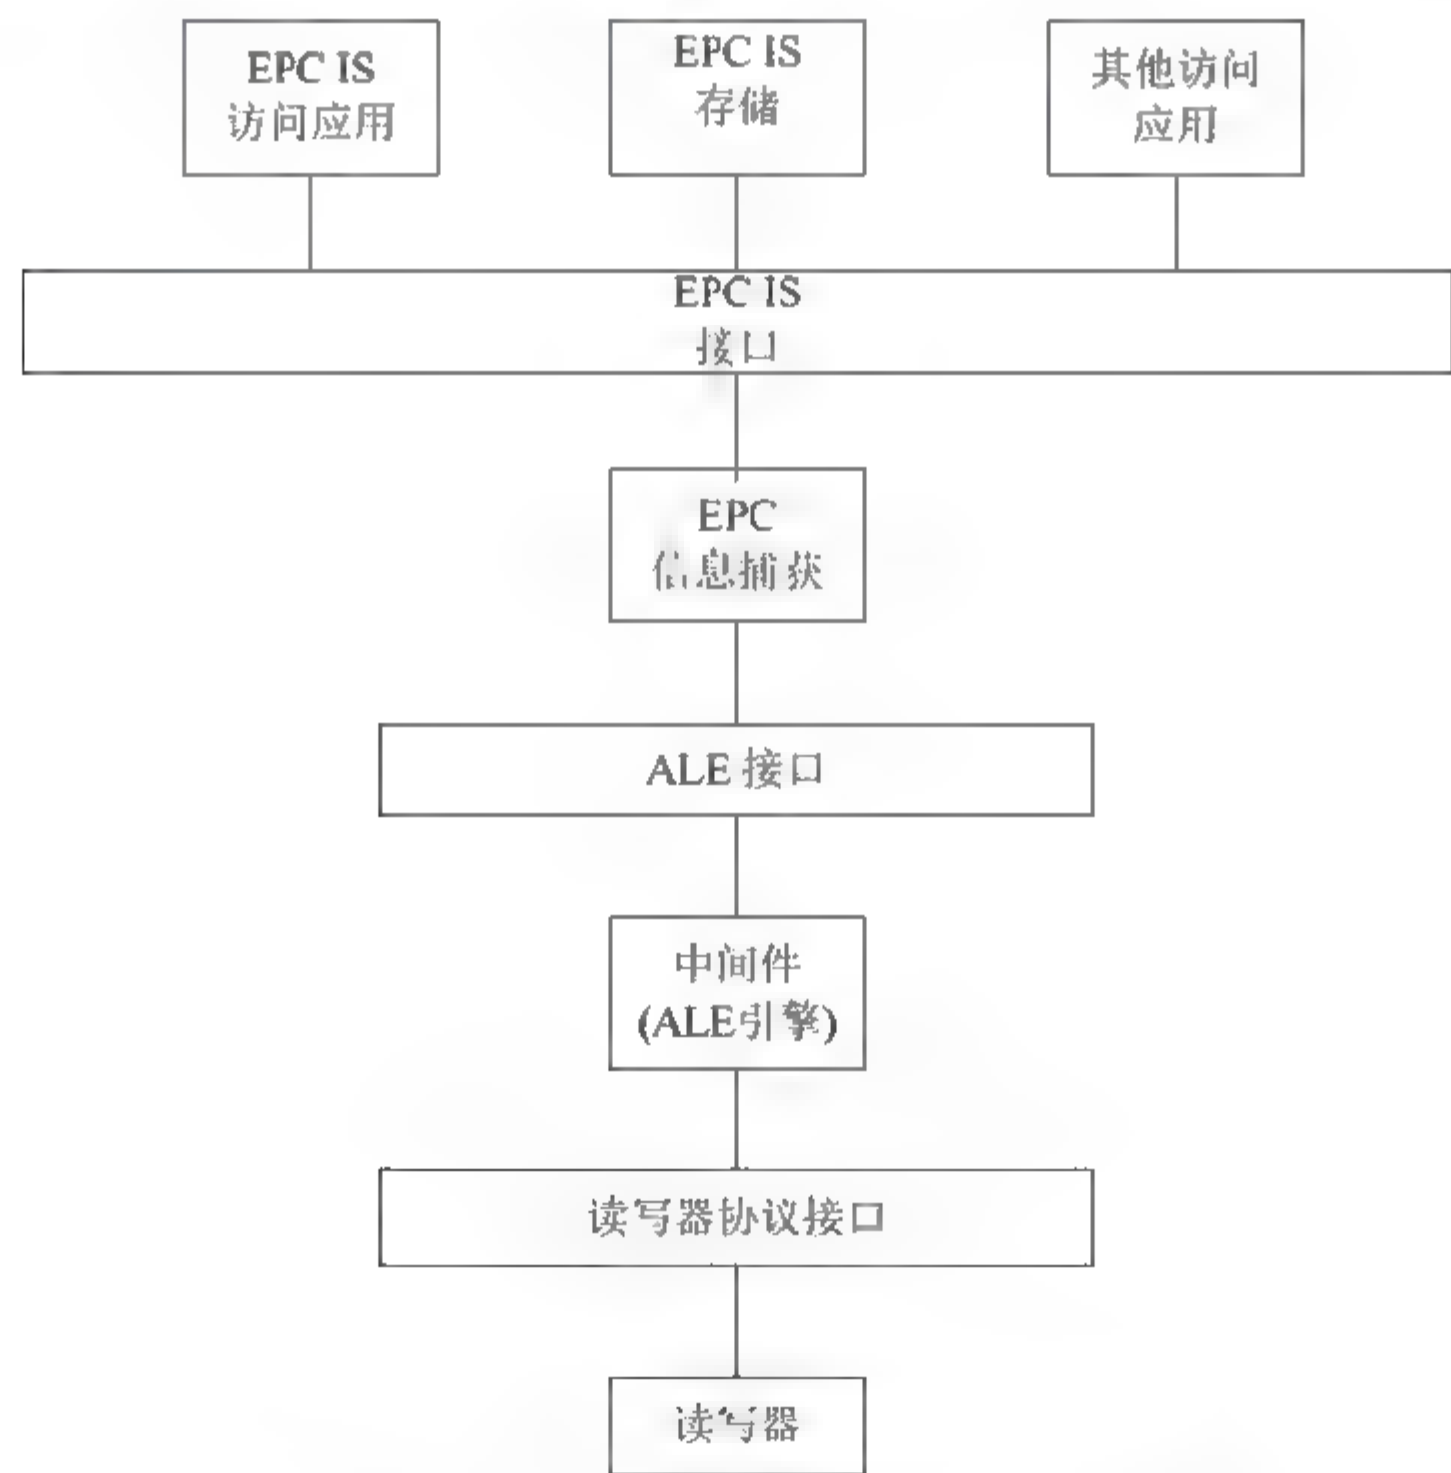 EPC IS
访问应用
EPC IS
存储
其他访问
应用
EPC IS
接口
EPC
信息捕获
ALE 接口
中间件
(ALE引擎)
读写器协议接口
读写器